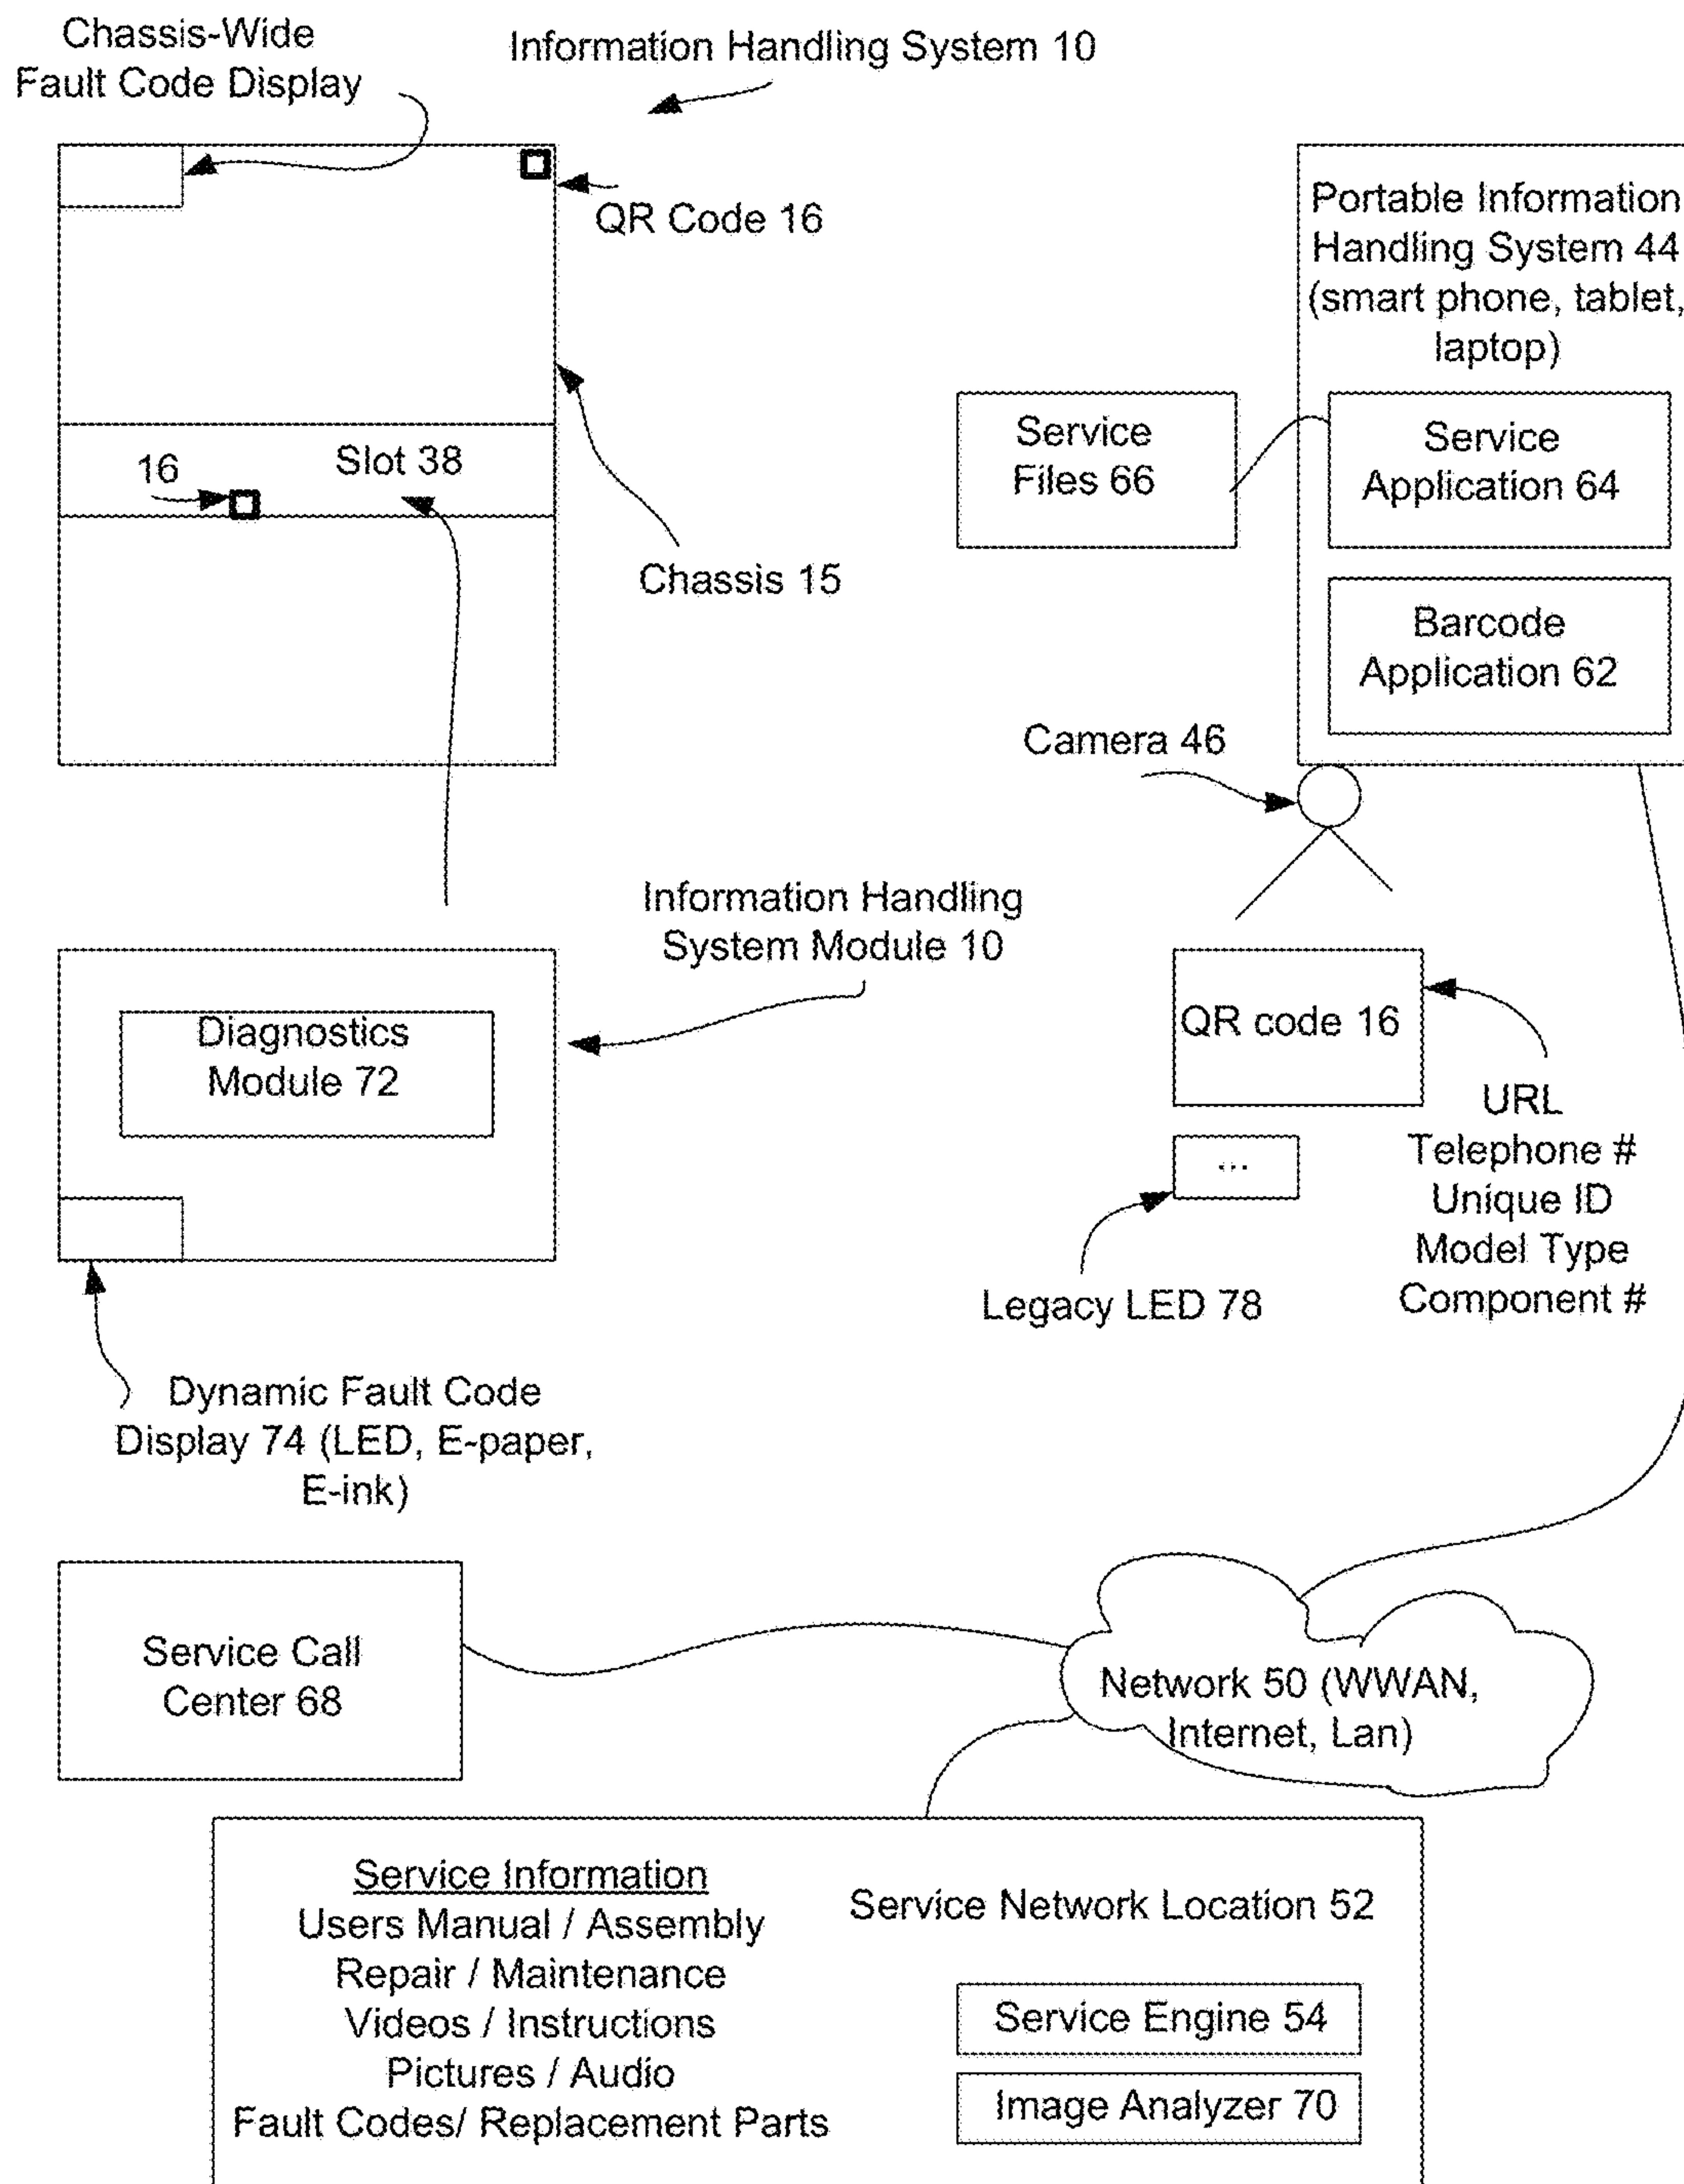 Chassis-Wide
Fault Code Display
Information Handling System 10
QR Code 16
Portable Information
Handling System 44
(smart phone, tablet,
laptop)
Service
Files 66
Service
Application 64
16
Slot 38
Chassis 15
Barcode
Application 62
Camera 46
Information Handling
System Module 10
Diagnostics
Module 72
QR code 16
URL
Telephone #
Unique ID
Model Type
Component #
...
Legacy LED 78
Dynamic Fault Code
Display 74 (LED, E-paper,
E-ink)
Service Call
Center 68
Network 50 (WWAN,
Internet, Lan)
Service Information
Users Manual / Assembly
Repair / Maintenance
Videos / Instructions
Pictures / Audio
Fault Codes/ Replacement Parts
Service Network Location 52
Service Engine 54
Image Analyzer 70